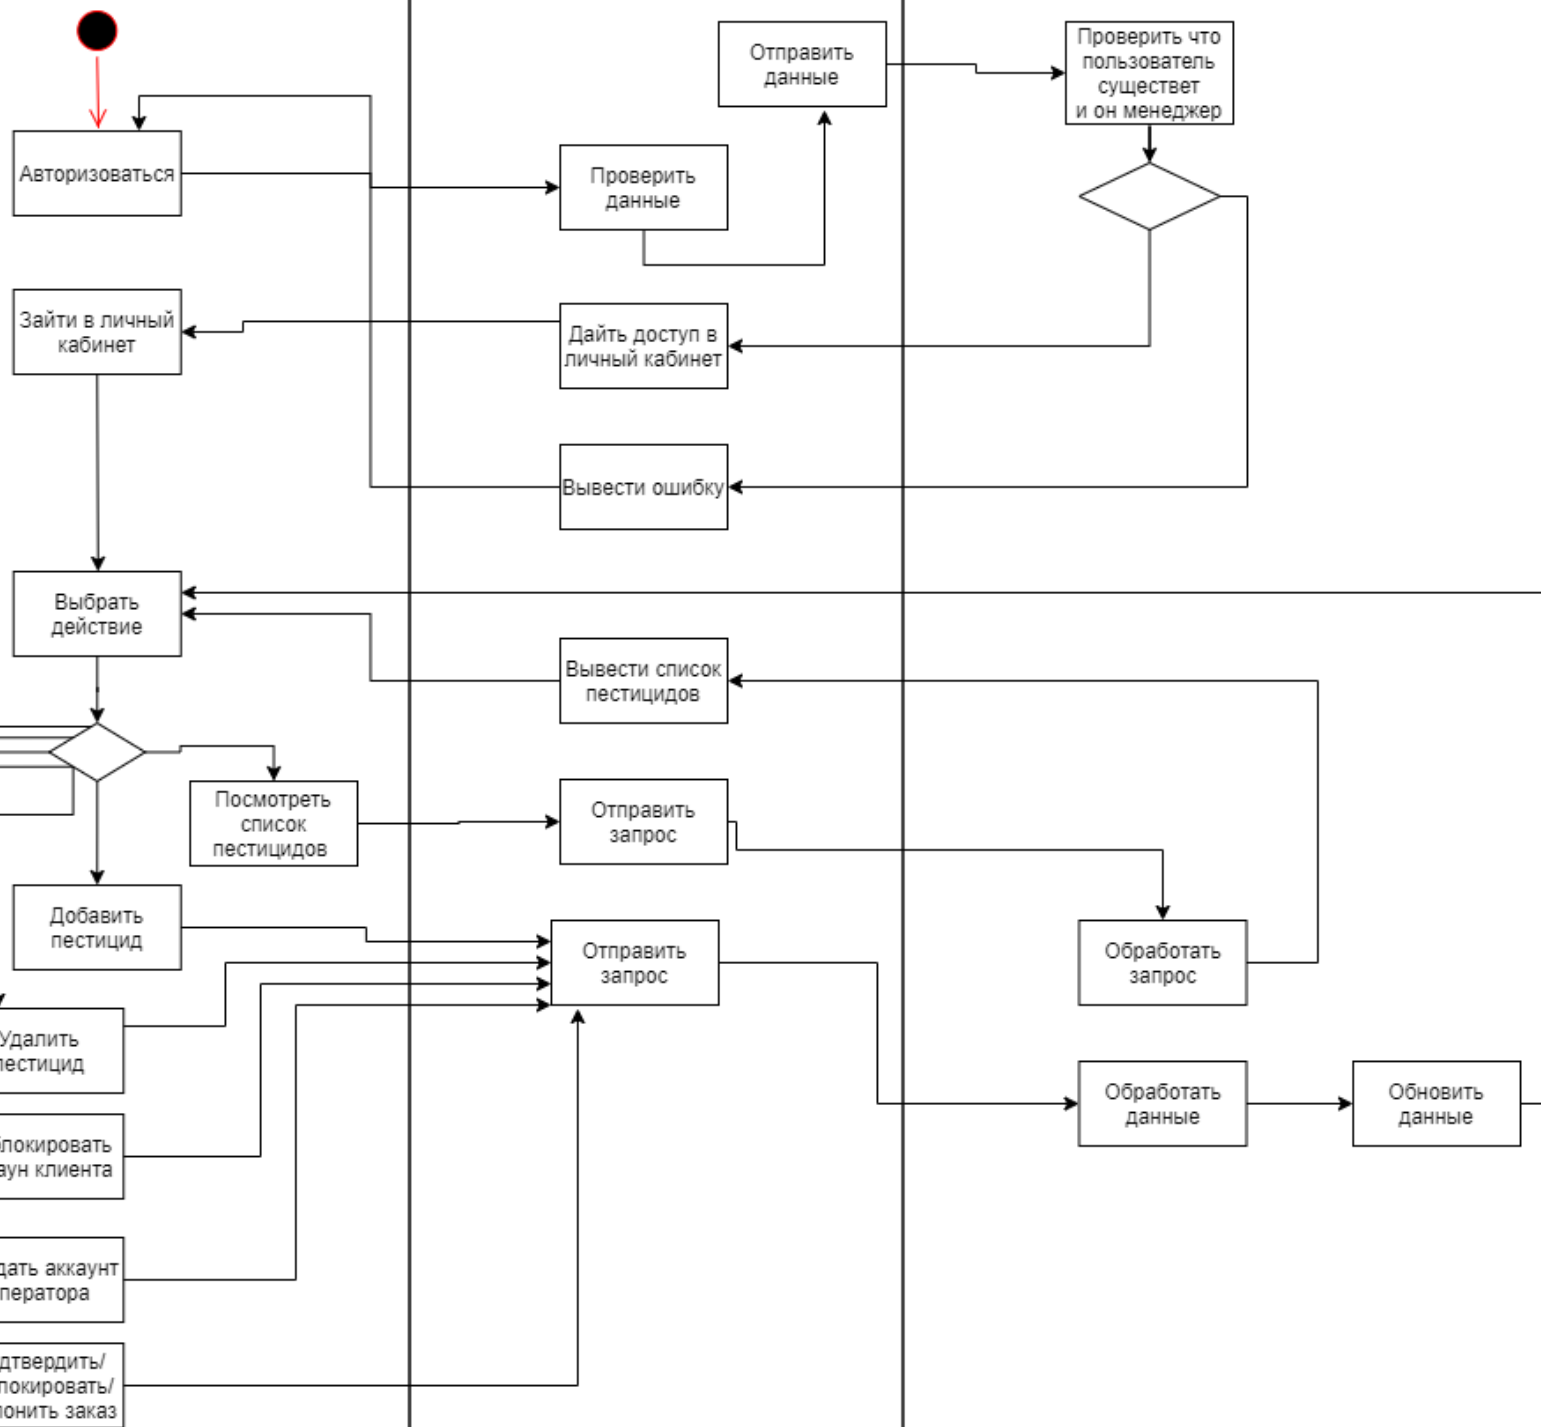 Отправить
данные
Проверить что
пользователь
существет
и он менеджер
Авторизоваться
Проверить
данные
Зайти в личный
кабинет
Дайть доступ в
личный кабинет
Вывести ошибку
Выбрать
действие
Вывести список
пестицидов
Посмотреть
список
пестицидов
Отправить
запрос
Добавить
пестицид
Отправить
запрос
Обработать
запрос
Удалить
естицид
Обработать
данные
Обновить
данные
локировать
аун клиента
дать аккаунт
ператора
дтвердить/
локировать/
лонить заказ